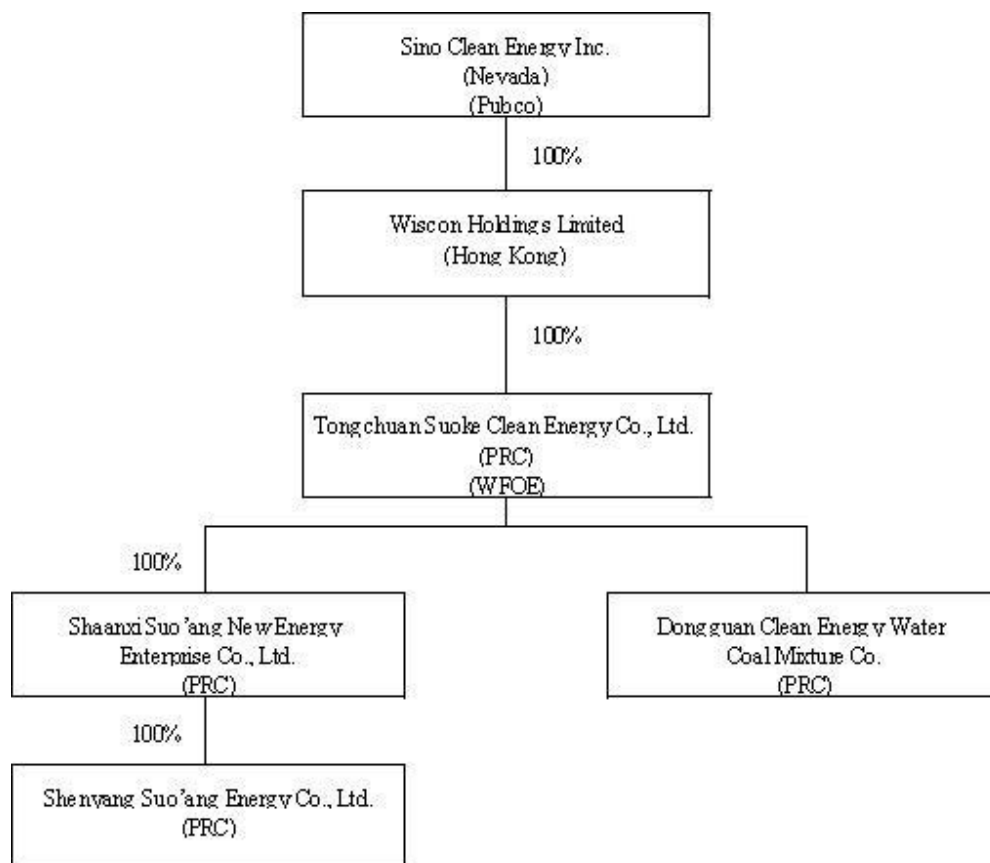 Sino Clean Energy Inc.
(Nevada)
(Pubco)
100%
Wiscon Holdings Limited
(Hong Kong)
100%
Tongchuan Suoke Clean Energy Co., Ltd.
(PRC)
(WFOE)
100%
Shaanxi Suo’ang New Energy
Enterprise Co., Ltd.
(PRC)
Dongguan Clean Energy Water
Coal Mixture Co.
(PRC)
100%
Shenyang Suo’ang Energy Co., Ltd.
(PRC)